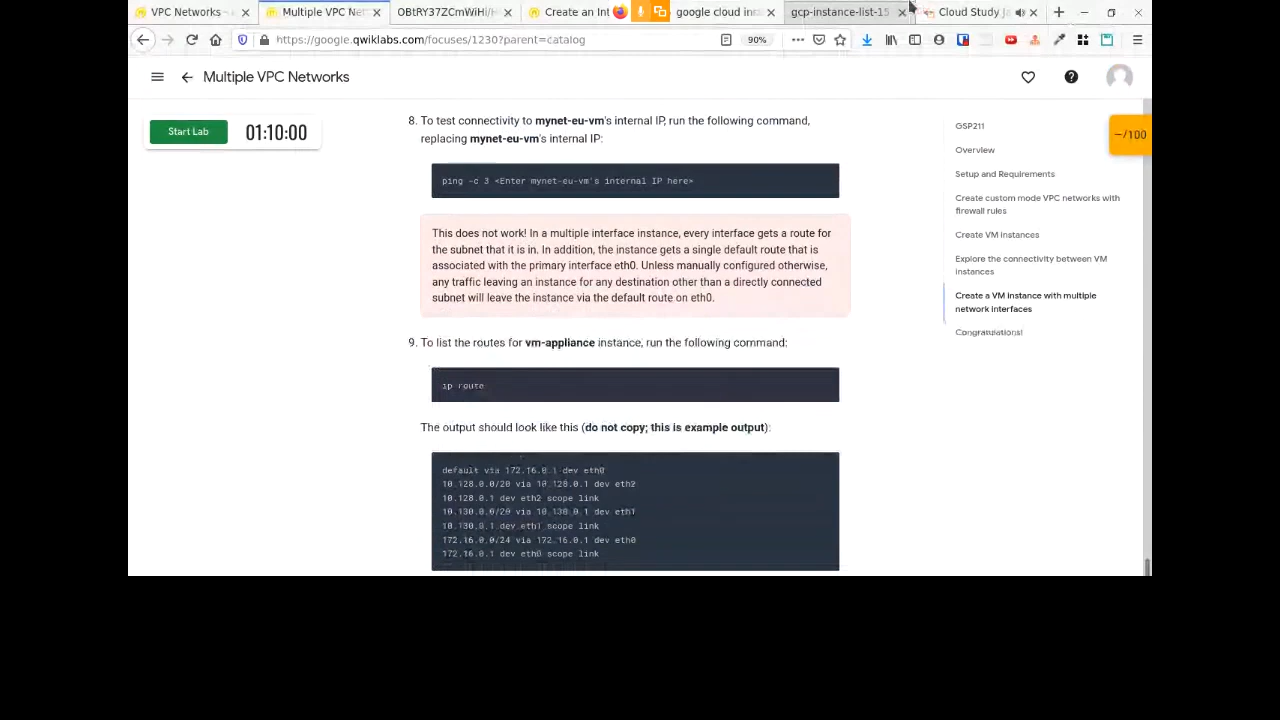 VPC Networks -
Multiple VPC Net
Create an Int
google cloud int
gcp-instance-list-15
Cloud Study Ja
https://google.qwiklabs.com/focuses/1230?parent=catalog
90%
Multiple VPC Networks
Start Lab
01:10:00
8. To test connectivity to mynet-eu-vm's internal IP, run the following command,
replacing mynet-eu-vm's internal IP:
ping -c 3 <Enter mynet-eu-vm's internal IP here>
This does not work! In a multiple interface instance, every interface gets a route for
the subnet that it is in. In addition, the instance gets a single default route that is
associated with the primary interface eth0. Unless manually configured otherwise,
any traffic leaving an instance for any destination other than a directly connected
subnet will leave the instance via the default route on eth0.
9. To list the routes for vm-appliance instance, run the following command:
ip route
The output should look like this (do not copy; this is example output):
default via 172.16.0.1 dev eth0
10.128.0.0/20 via 10.128.0.1 dev eth2
10.128.0.1 dev eth2 scope link
10.130.0.0/20 via 10.130.0.1 dev eth1
10.130.0.1 dev eth1 scope link
172.16.0.0/24 via 172.16.0.1 dev eth0
172.16.0.1 dev eth0 scope link
GSP211
Overview
Setup and Requirements
Create custom mode VPC networks with
firewall rules
Create VM instances
Explore the connectivity between VM
instances
Create a VM instance with multiple
network interfaces
Congratulations!
–/100